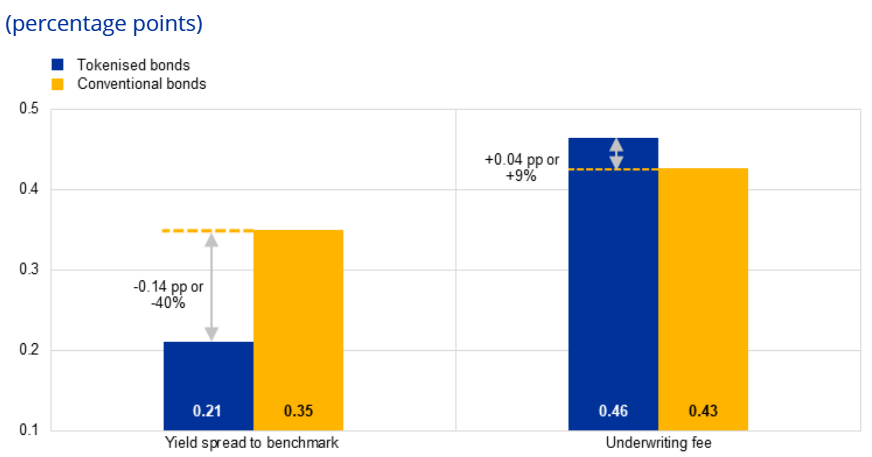 (percentage points)
Tokenised bonds
Conventional bonds
0.5
0.4
0.3
0.2
0.1
-0.14 pp or
-40%
+0.04 pp or
+9%
0.21
0.35
0.46
0.43
Yield spread to benchmark
Underwriting fee